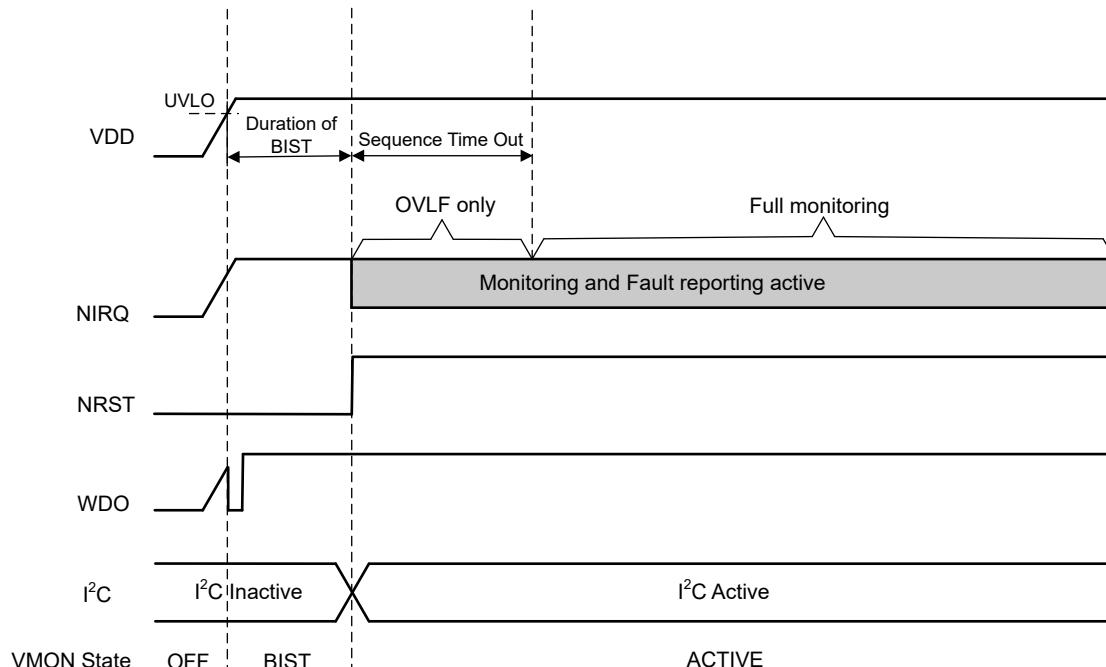 UVLO
VDD
Duration of
BIST
Sequence Time Out
OVLF only
Full monitoring
Monitoring and Fault reporting active
NIRQ
NRST
WDO
I²C
I²C Inactive
I²C Active
VMON State
OFF
BIST
ACTIVE